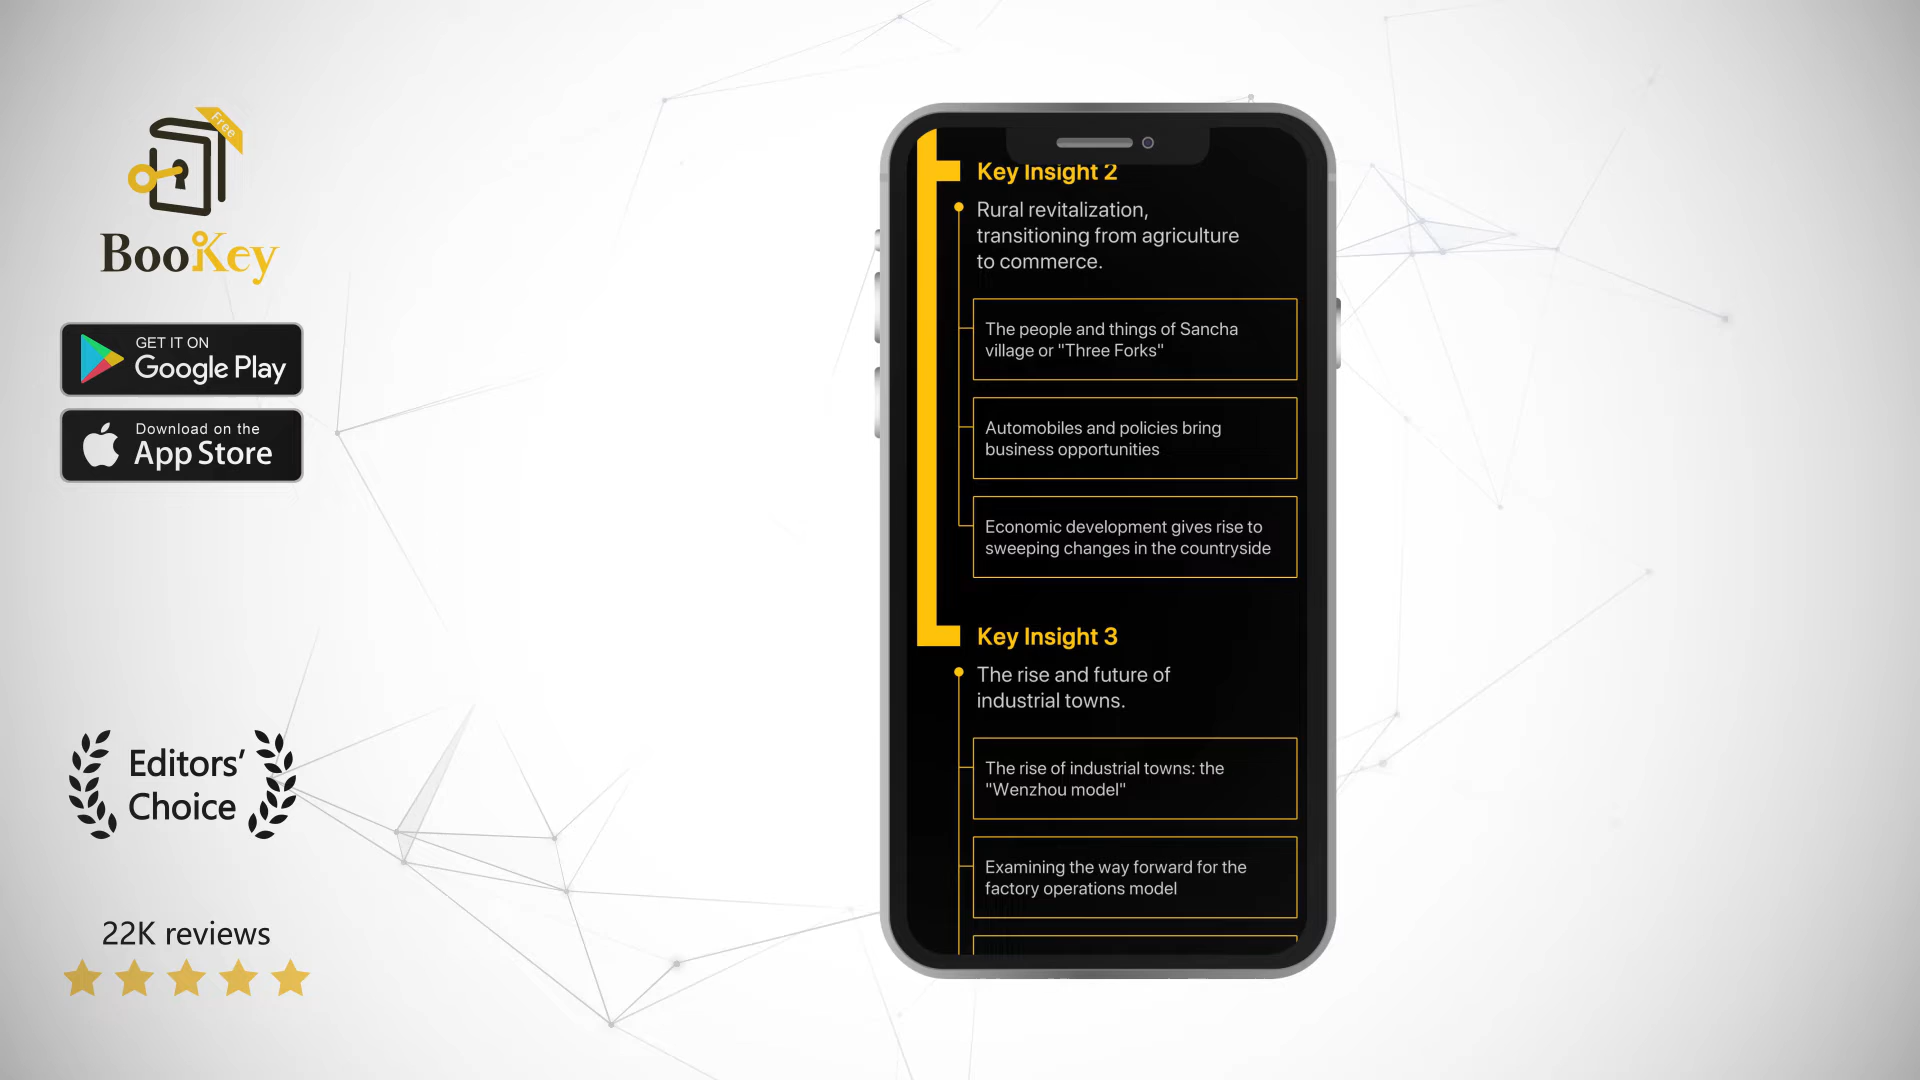 Free
BooKey
GET IT ON
Google Play
Download on the
App Store
Editors'
Choice
22K reviews
Key Insight 2
Rural revitalization,
transitioning from agriculture
to commerce.
The people and things of Sancha
village or "Three Forks"
Automobiles and policies bring
business opportunities
Economic development gives rise to
sweeping changes in the countryside
Key Insight 3
The rise and future of
industrial towns.
The rise of industrial towns: the
"Wenzhou model"
Examining the way forward for the
factory operations model